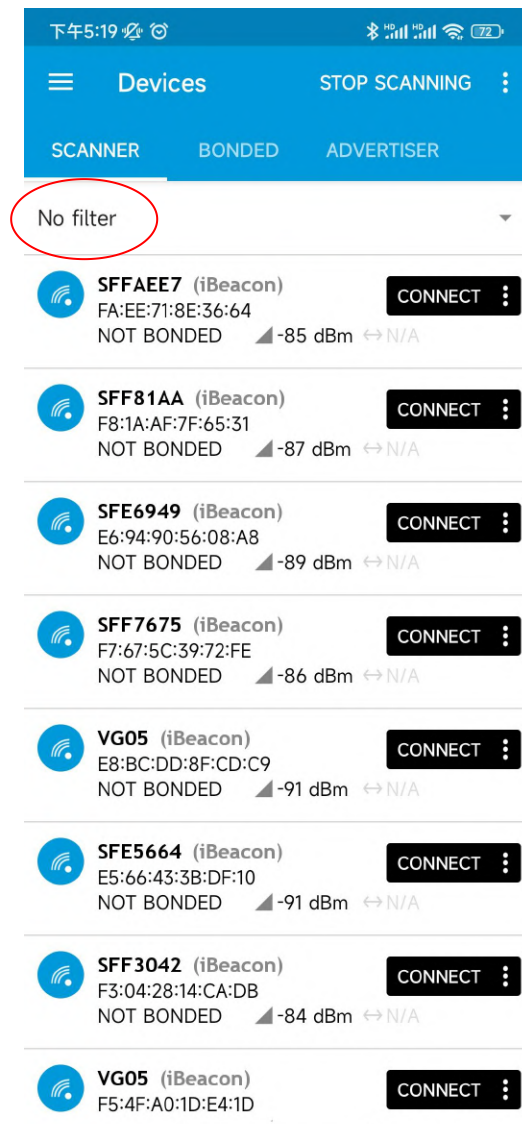 下午5:19 HD HD 72
Devices STOP SCANNING
SCANNER BONDED ADVERTISER
No filter
SFFAEE7 (iBeacon) CONNECT
FA:EE:71:8E:36:64
NOT BONDED -85 dBm N/A
SFF81AA (iBeacon) CONNECT
F8:1A:AF:7F:65:31
NOT BONDED -87 dBm N/A
SFE6949 (iBeacon) CONNECT
E6:94:90:56:08:A8
NOT BONDED -89 dBm N/A
SFF7675 (iBeacon) CONNECT
F7:67:5C:39:72:FE
NOT BONDED -86 dBm N/A
VG05 (iBeacon) CONNECT
E8:BC:DD:8F:CD:C9
NOT BONDED -91 dBm N/A
SFE5664 (iBeacon) CONNECT
E5:66:43:3B:DF:10
NOT BONDED -91 dBm N/A
SFF3042 (iBeacon) CONNECT
F3:04:28:14:CA:DB
NOT BONDED -84 dBm N/A
VG05 (iBeacon) CONNECT
F5:4F:A0:1D:E4:1D